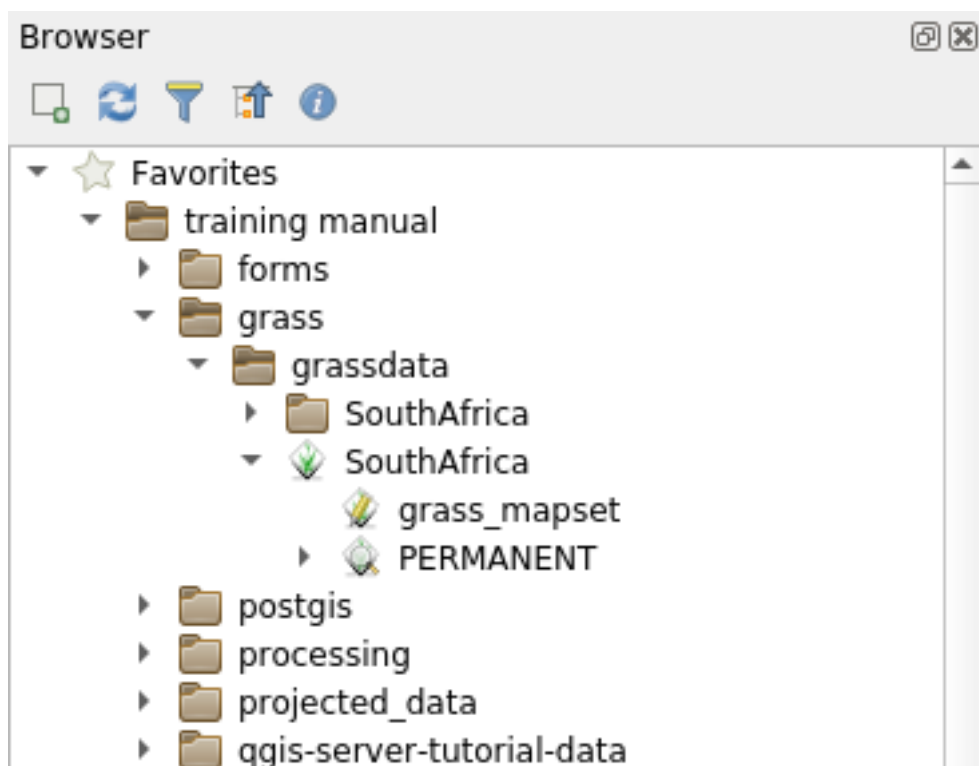 Browser
Favorites
training manual
forms
grass
grassdata
SouthAfrica
SouthAfrica
grass_mapset
PERMANENT
postgis
processing
projected_data
qgis-server-tutorial-data